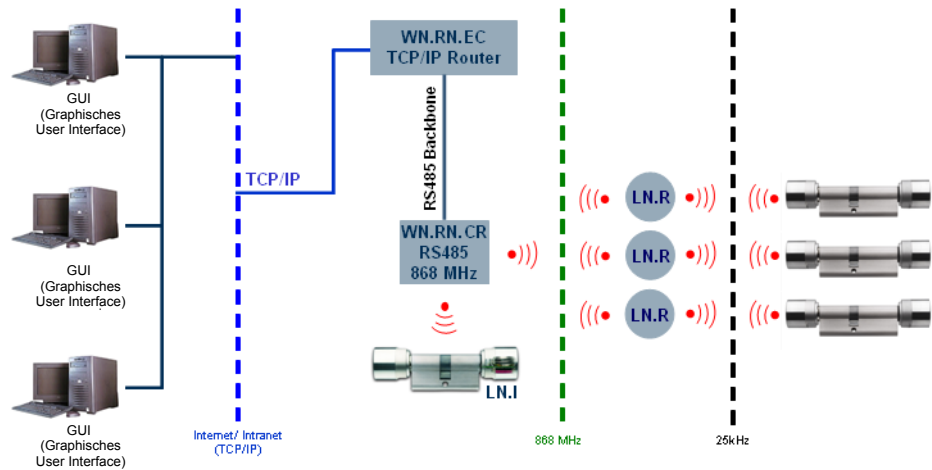 WN.RN.EC
TCP/IP Router
GUI
(Graphisches
User Interface)
RS485 Backbone
TCP/IP
LN.R
WN.RN.CR
RS485
868 MHz
LN.R
GUI
(Graphisches
User Interface)
LN.R
LN.I
GUI
(Graphisches
User Interface)
Internet/ Intranet
(TCP/IP)
868 MHz
25kHz